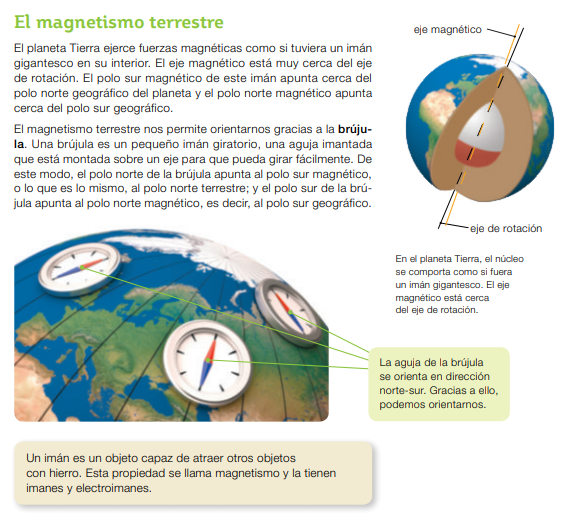 El magnetismo terrestre
El planeta Tierra ejerce fuerzas magnéticas como si tuviera un imán
gigantesco en su interior. El eje magnético está muy cerca del eje
de rotación. El polo sur magnético de este imán apunta cerca del
polo norte geográfico del planeta y el polo norte magnético apunta
cerca del polo sur geográfico.
El magnetismo terrestre nos permite orientarnos gracias a la brúju-
la. Una brújula es un pequeño imán giratorio, una aguja imantada
que está montada sobre un eje para que pueda girar fácilmente. De
este modo, el polo norte de la brújula apunta al polo sur magnético,
o lo que es lo mismo, al polo norte terrestre; y el polo sur de la brú-
jula apunta al polo norte magnético, es decir, al polo sur geográfico.
eje magnético
eje de rotación
En el planeta Tierra, el núcleo
se comporta como si fuera
un imán gigantesco. El eje
magnético está cerca
del eje de rotación.
La aguja de la brújula
se orienta en dirección
norte-sur. Gracias a ello,
podemos orientarnos.
Un imán es un objeto capaz de atraer otros objetos
con hierro. Esta propiedad se llama magnetismo y la tienen
imanes y electroimanes.